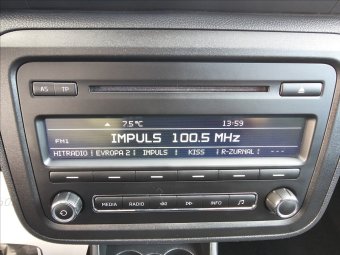 AS TP
7.5°C 13:59
FM1 IMPULS 100.5 MHz
HITRADIO EVROPA 2 IMPULS KISS R-ZURNAL ---
MEDIA RADIO INFO